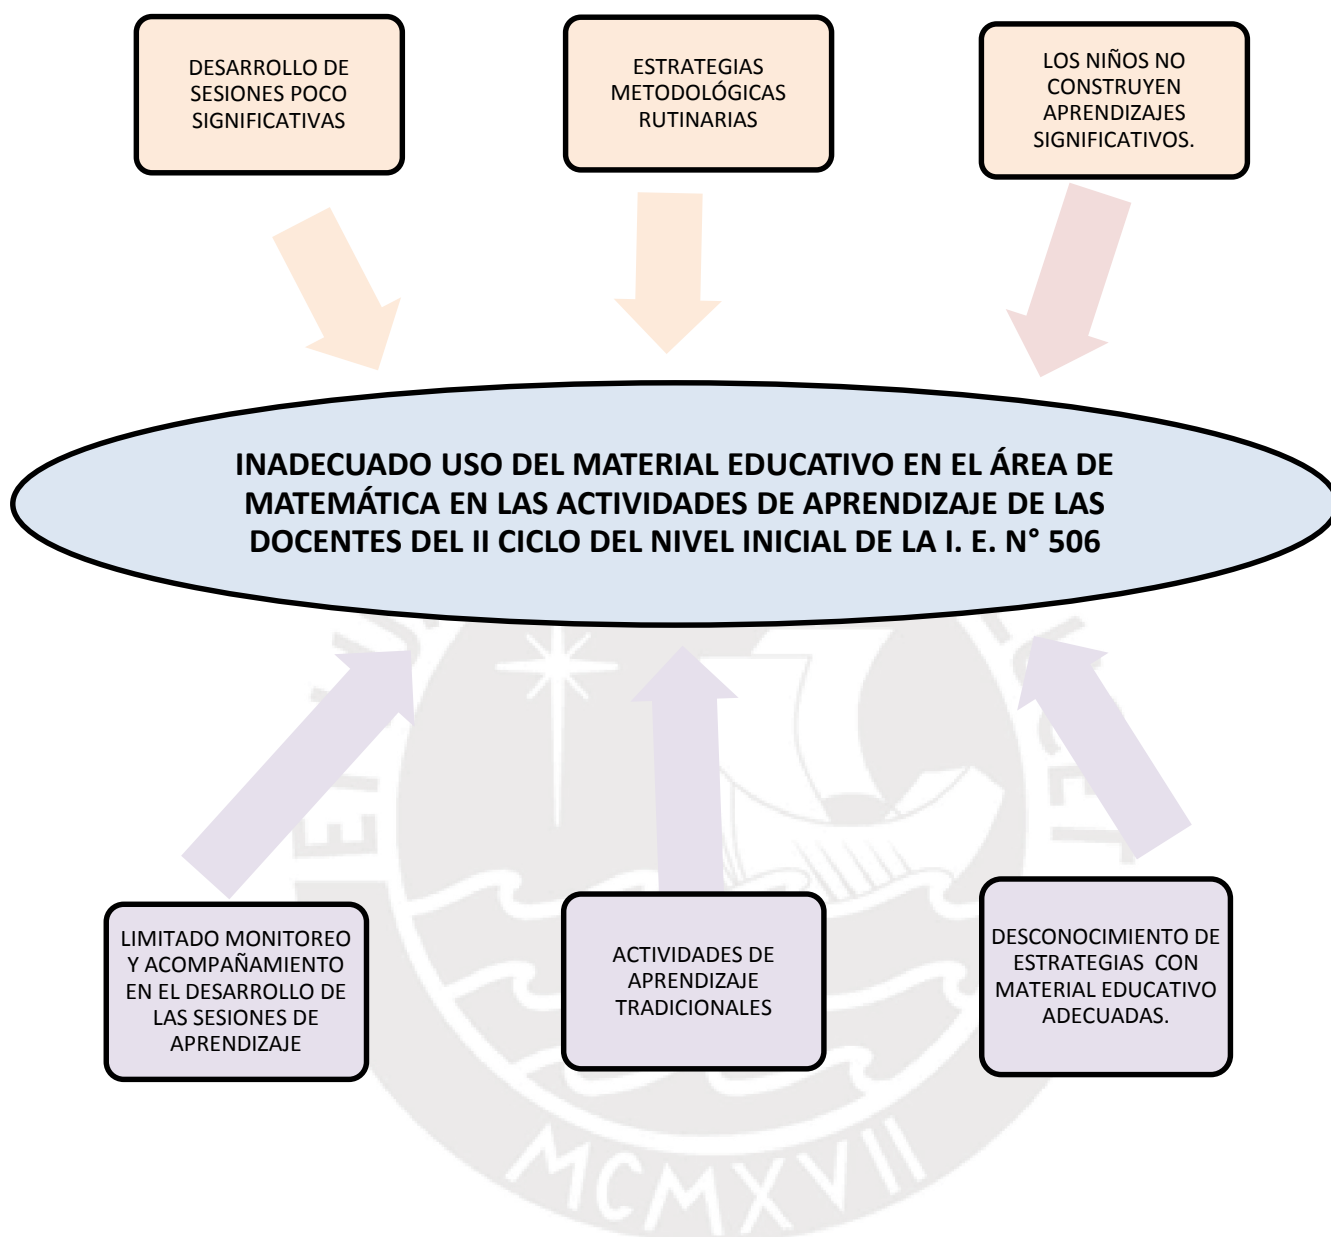 DESARROLLO DE
SESIONES POCO
SIGNIFICATIVAS
ESTRATEGIAS
METODOLÓGICAS
RUTINARIAS
LOS NIÑOS NO
CONSTRUYEN
APRENDIZAJES
SIGNIFICATIVOS.
INADECUADO USO DEL MATERIAL EDUCATIVO EN EL ÁREA DE
MATEMÁTICA EN LAS ACTIVIDADES DE APRENDIZAJE DE LAS
DOCENTES DEL II CICLO DEL NIVEL INICIAL DE LA I. E. N° 506
LIMITADO MONITOREO
Y ACOMPAÑAMIENTO
EN EL DESARROLLO DE
LAS SESIONES DE
APRENDIZAJE
ACTIVIDADES DE
APRENDIZAJE
TRADICIONALES
DESCONOCIMIENTO DE
ESTRATEGIAS CON
MATERIAL EDUCATIVO
ADECUADAS.
MCMXVII